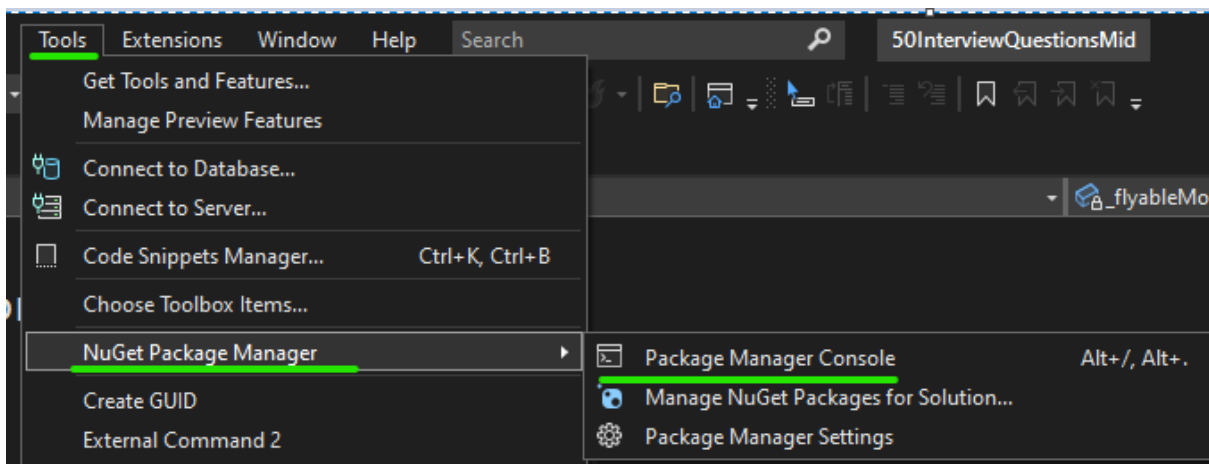 Tools Extensions Window Help Search 50InterviewQuestionsMid
Get Tools and Features...
Manage Preview Features
Connect to Database...
_flyableMo
Connect to Server...
Code Snippets Manager... Ctrl+K, Ctrl+B
Choose Toolbox Items...
NuGet Package Manager
Package Manager Console Alt+/, Alt+.
Create GUID
Manage NuGet Packages for Solution...
External Command 2
Package Manager Settings